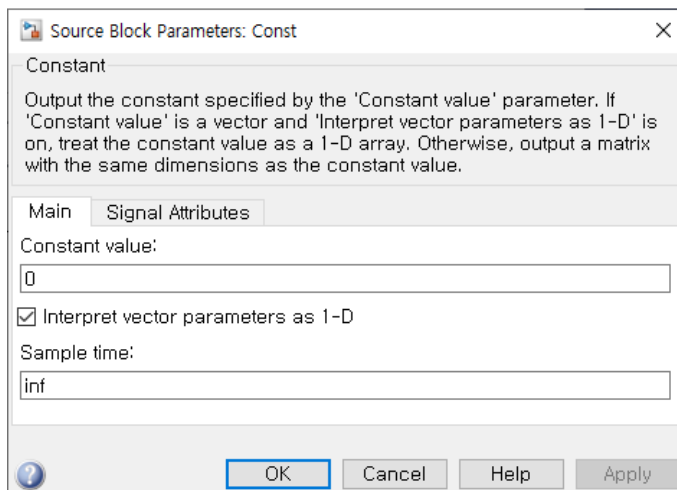 Source Block Parameters: Const
Constant
Output the constant specified by the 'Constant value' parameter. If
'Constant value' is a vector and 'Interpret vector parameters as 1-D' is
on, treat the constant value as a 1-D array. Otherwise, output a matrix
with the same dimensions as the constant value.
Main Signal Attributes
Constant value:
0
Interpret vector parameters as 1-D
Sample time:
inf
? OK Cancel Help Apply